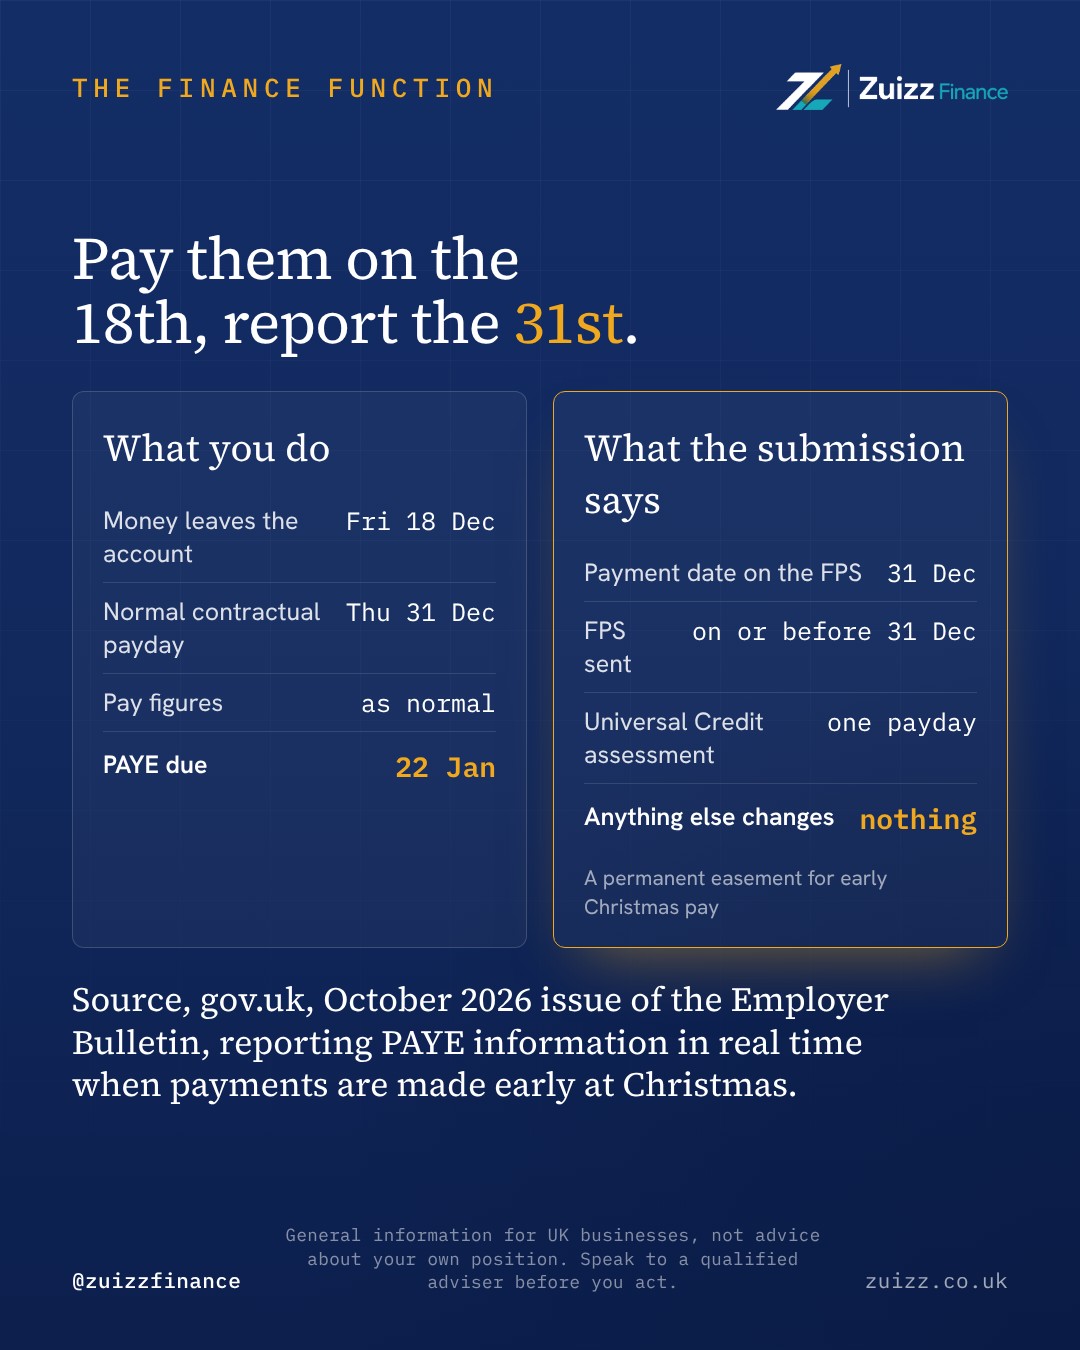 THE FINANCE FUNCTION
Zuizz Finance
Pay them on the
18th, report the 31st.
What you do
Money leaves the Fri 18 Dec
account
Normal contractual Thu 31 Dec
payday
Pay figures as normal
PAYE due 22 Jan
What the submission
says
Payment date on the FPS 31 Dec
FPS on or before 31 Dec
sent
Universal Credit one payday
assessment
Anything else changes nothing
A permanent easement for early
Christmas pay
Source, gov.uk, October 2026 issue of the Employer
Bulletin, reporting PAYE information in real time
when payments are made early at Christmas.
General information for UK businesses, not advice
about your own position. Speak to a qualified
adviser before you act.
@zuizzfinance
zuizz.co.uk